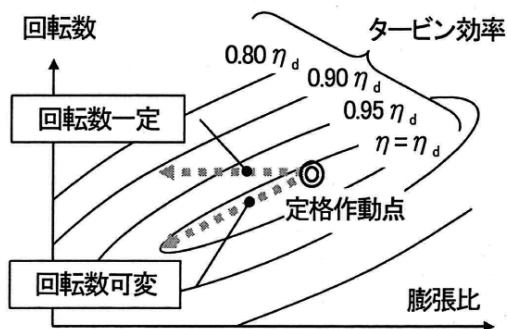 回転数
タービン効率
0.80 η d
0.90 η d
0.95 η d
η = η d
回転数一定
定格作動点
回転数可変
膨張比